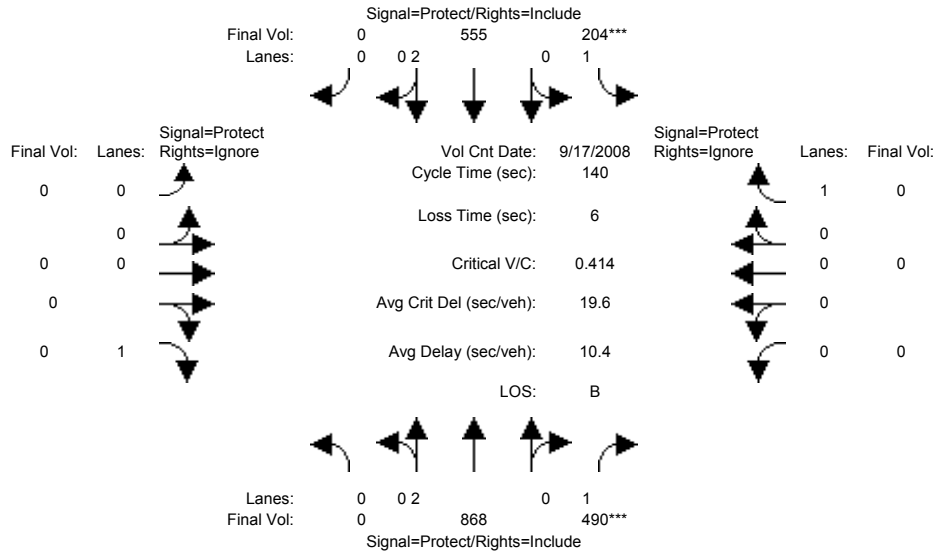 Signal=Protect/Rights=Include
Final Vol: 0 555 204***
Lanes: 0 0 2 0 1
Signal=Protect
Final Vol: Lanes: Rights=Ignore
Vol Cnt Date: 9/17/2008
Signal=Protect
Rights=Ignore Lanes: Final Vol:
Cycle Time (sec): 140
0 0
1 0
Loss Time (sec): 6
0
0
0 0
Critical V/C: 0.414
0 0
0
Avg Crit Del (sec/veh): 19.6
0
0 1
Avg Delay (sec/veh): 10.4
0 0
LOS: B
Lanes: 0 0 2 0 1
Final Vol: 0 868 490***
Signal=Protect/Rights=Include